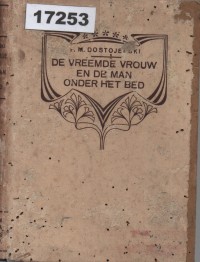 17253
M. DOSTOJEWSKI
DE VREEMDE VROUW
EN DE MAN
ONDER HET BED